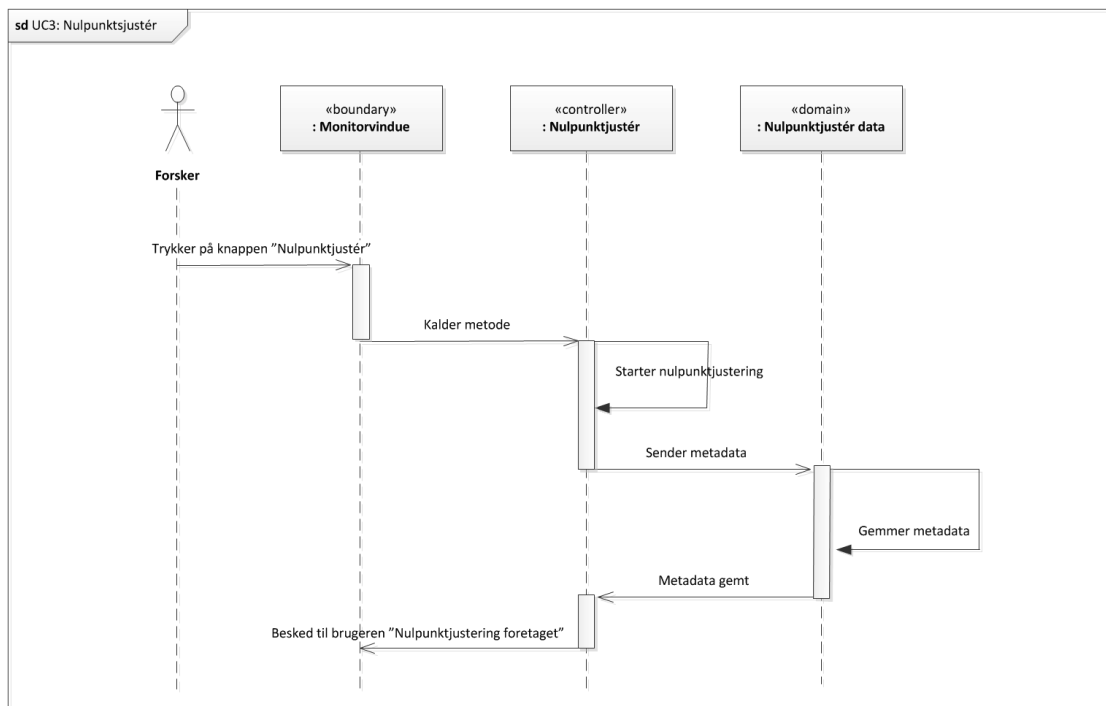 sd UC3: Nulpunktsjustér
«boundary»
: Monitorvindue
«controller»
: Nulpunktjustér
«domain»
: Nulpunktjustér data
Forsker
Trykker på knappen ”Nulpunktjustér”
Kalder metode
Starter nulpunktjustering
Sender metadata
Gemmer metadata
Metadata gemt
Besked til brugeren ”Nulpunktjustering foretaget”